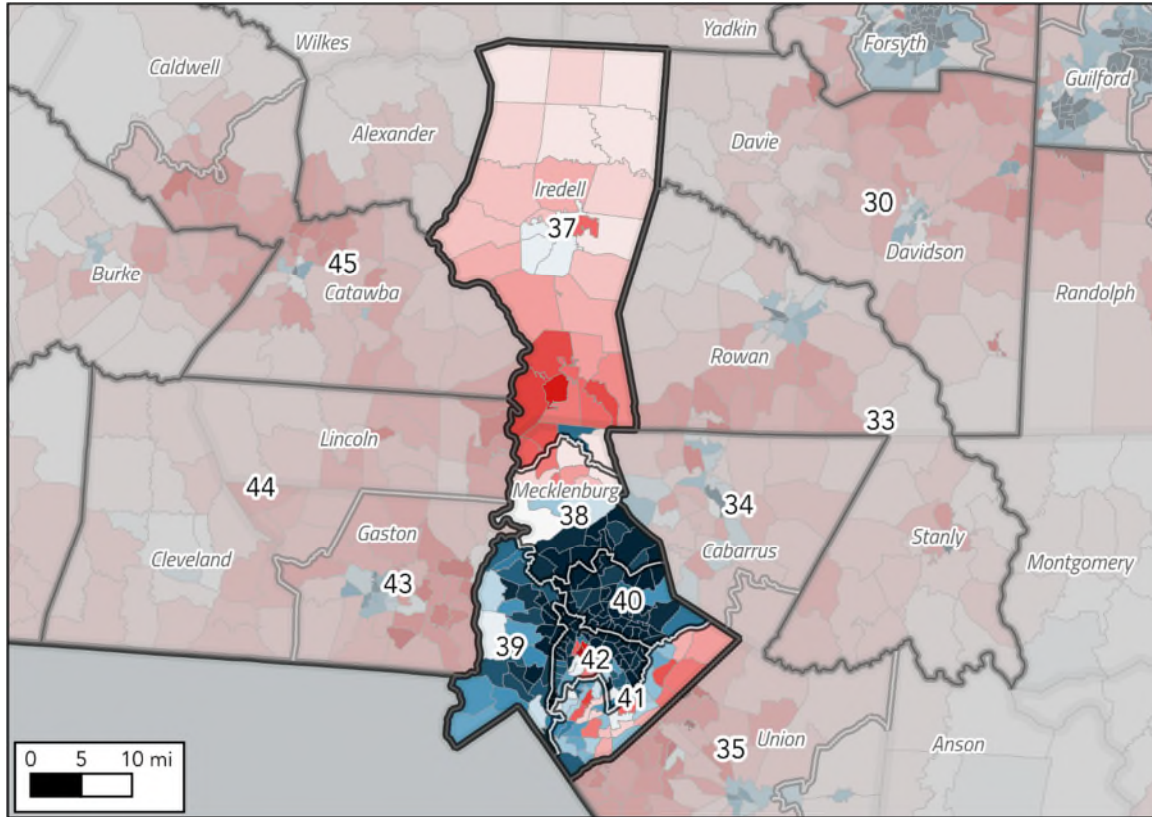 Yadkin
Wilkes
Forsyth
Caldwell
Guilford
Alexander
Davie
Iredell
30
37
Davidson
45
Burke
Catawba
Randolph
Rowan
33
Lincoln
44
Mecklenburg
34
38
Gaston
Stanly
Cabarrus
Cleveland
Montgomery
43
40
39
42
41
35
Union
Anson
0 5 10 mi